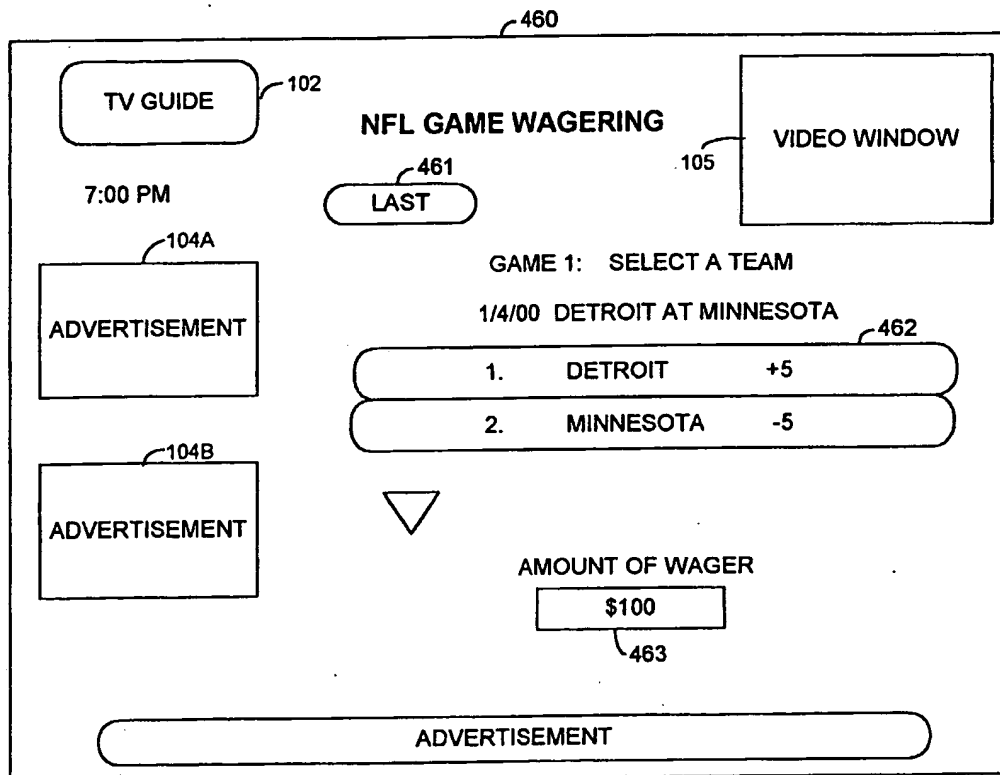 460
TV GUIDE
102
NFL GAME WAGERING
VIDEO WINDOW
105
461
7:00 PM
LAST
104A
GAME 1: SELECT A TEAM
ADVERTISEMENT
1/4/00 DETROIT AT MINNESOTA
462
1. DETROIT +5
2. MINNESOTA -5
104B
ADVERTISEMENT
AMOUNT OF WAGER
$100
463
ADVERTISEMENT